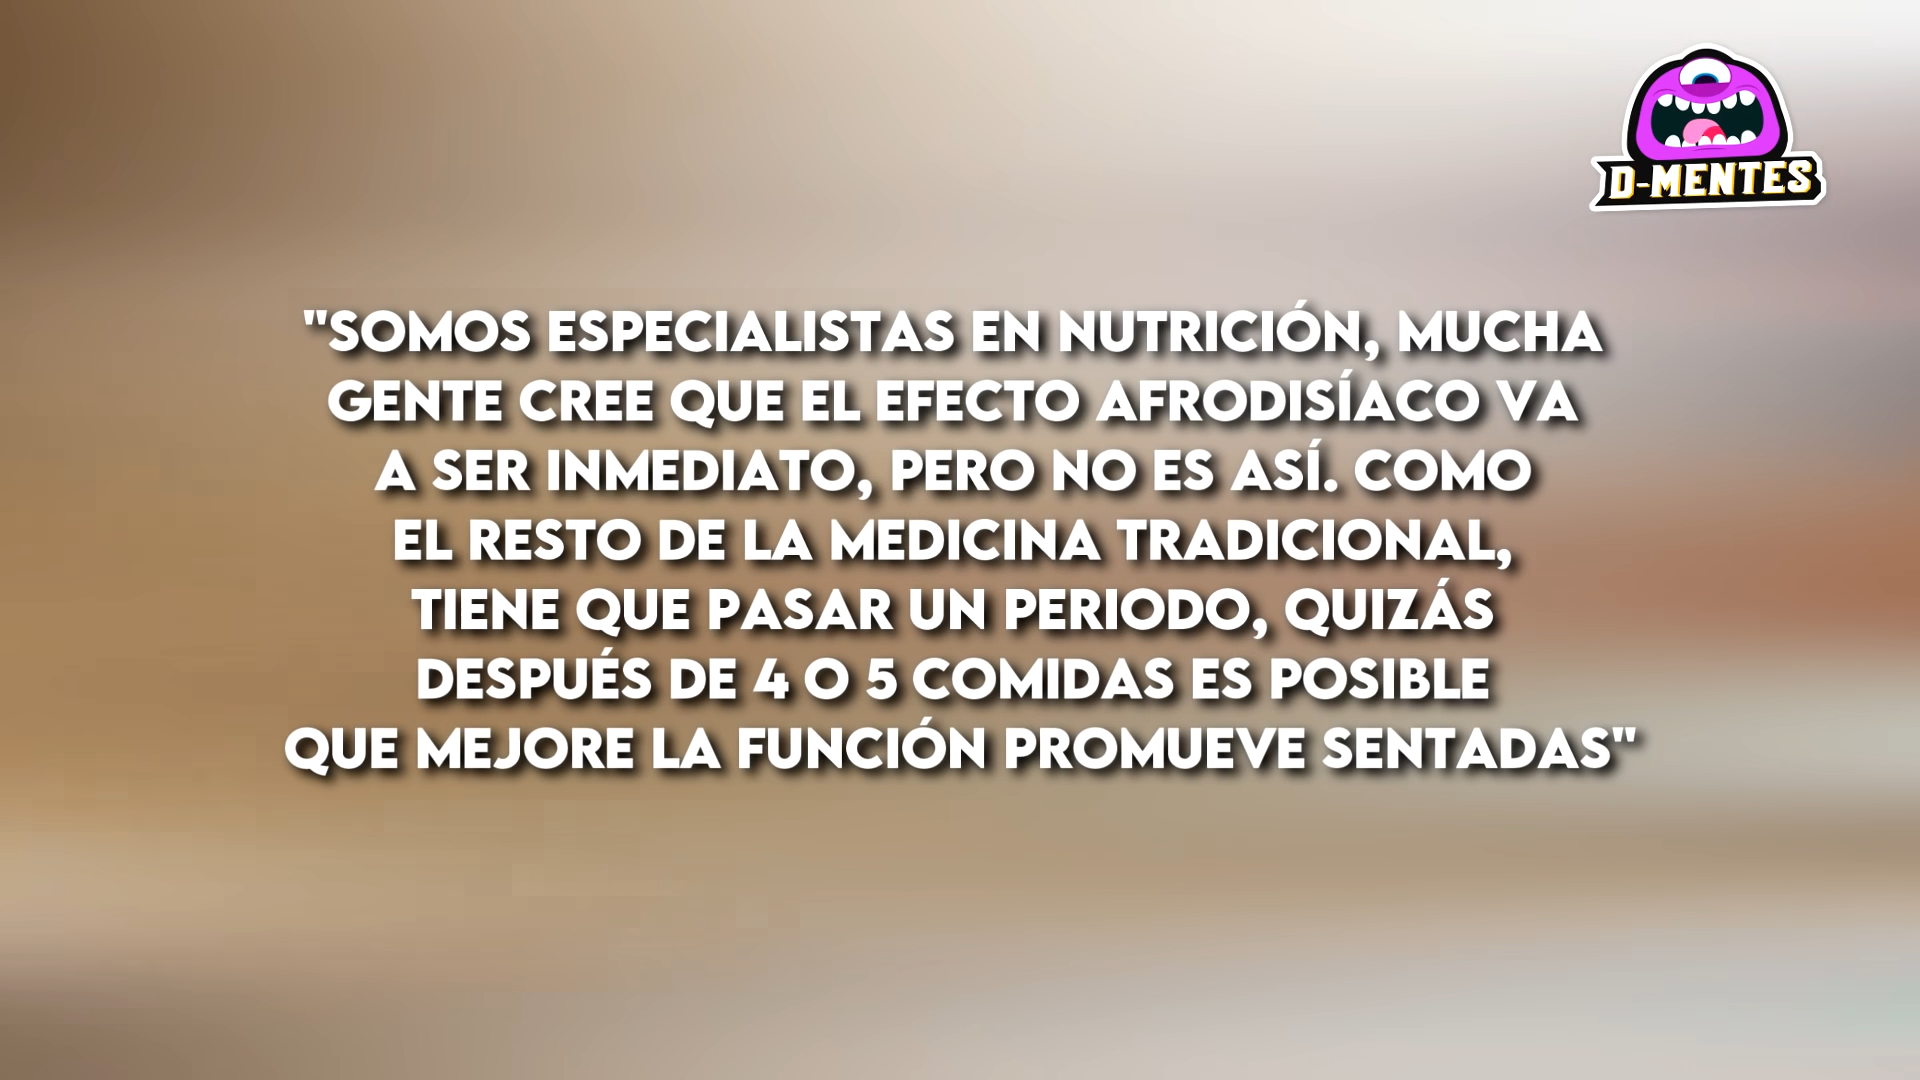 D-MENTES
"SOMOS ESPECIALISTAS EN NUTRICIÓN, MUCHA
GENTE CREE QUE EL EFECTO AFRODISÍACO VA
A SER INMEDIATO, PERO NO ES ASÍ. COMO
EL RESTO DE LA MEDICINA TRADICIONAL,
TIENE QUE PASAR UN PERIODO, QUIZÁS
DESPUÉS DE 4 O 5 COMIDAS ES POSIBLE
QUE MEJORE LA FUNCIÓN PROMUEVE SENTADAS"